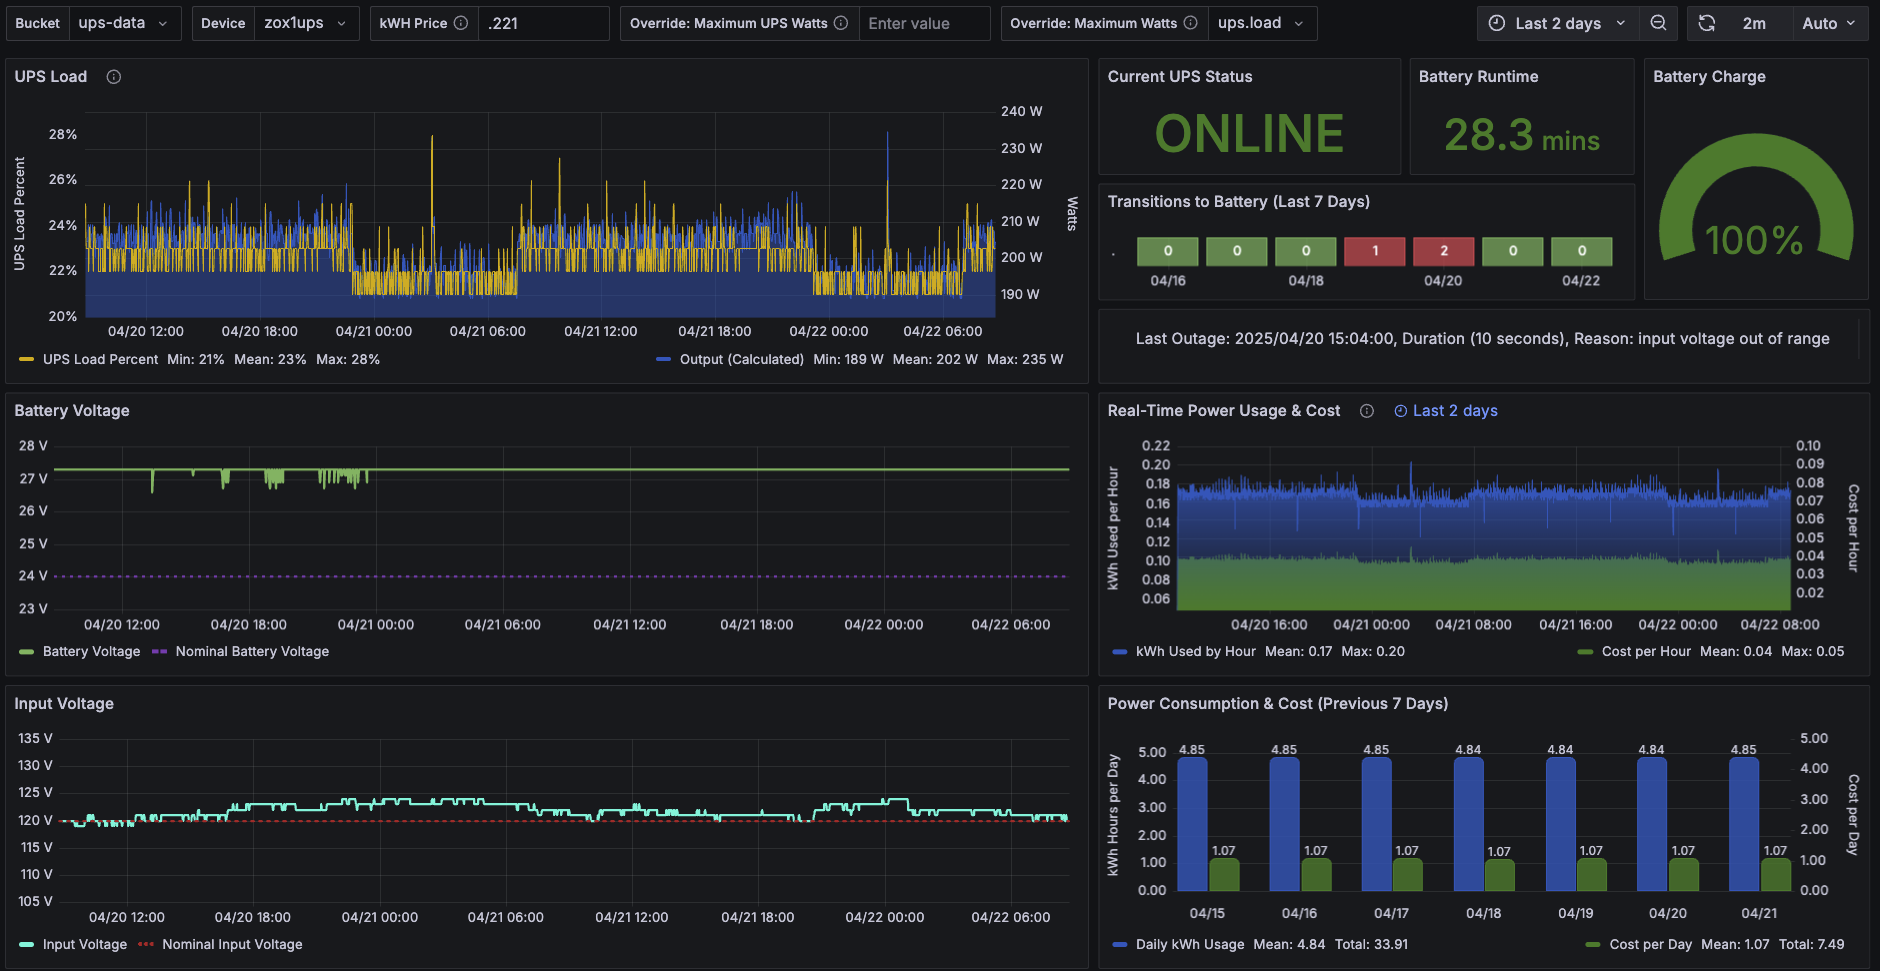 Bucket ups-data Device zox1ups kWH Price .221 Override: Maximum UPS Watts Enter value Override: Maximum Watts ups.load Last 2 days 2m Auto
UPS Load
240 W
28%
230 W
26%
220 W
24%
210 W
22%
200 W
190 W
20%
UPS Load Percent
Watts
04/20 12:00 04/20 18:00 04/21 00:00 04/21 06:00 04/21 12:00 04/21 18:00 04/22 00:00 04/22 06:00
UPS Load Percent Min: 21% Mean: 23% Max: 28% Output (Calculated) Min: 189 W Mean: 202 W Max: 235 W
Current UPS Status
ONLINE
Battery Runtime
28.3 mins
Battery Charge
100%
Transitions to Battery (Last 7 Days)
. 0 0 0 1 2 0 0
04/16 04/18 04/20 04/22
Last Outage: 2025/04/20 15:04:00, Duration (10 seconds), Reason: input voltage out of range
Battery Voltage
28 V
27 V
26 V
25 V
24 V
23 V
04/20 12:00 04/20 18:00 04/21 00:00 04/21 06:00 04/21 12:00 04/21 18:00 04/22 00:00 04/22 06:00
Battery Voltage Nominal Battery Voltage
Real-Time Power Usage & Cost Last 2 days
0.22 0.10
0.20 0.09
0.18 0.08
0.16 0.07
0.14 0.06
0.12 0.05
0.10 0.04
0.08 0.03
0.06 0.02
kWh Used per Hour
Cost per Hour
04/20 16:00 04/21 00:00 04/21 08:00 04/21 16:00 04/22 00:00 04/22 08:00
kWh Used by Hour Mean: 0.17 Max: 0.20 Cost per Hour Mean: 0.04 Max: 0.05
Input Voltage
135 V
130 V
125 V
120 V
115 V
110 V
105 V
04/20 12:00 04/20 18:00 04/21 00:00 04/21 06:00 04/21 12:00 04/21 18:00 04/22 00:00 04/22 06:00
Input Voltage Nominal Input Voltage
Power Consumption & Cost (Previous 7 Days)
5.00 5.00
4.00 4.00
3.00 3.00
2.00 2.00
1.00 1.00
0.00 0.00
kWh Hours per Day
Cost per Day
4.85 4.85 4.85 4.84 4.84 4.84 4.85
1.07 1.07 1.07 1.07 1.07 1.07 1.07
04/15 04/16 04/17 04/18 04/19 04/20 04/21
Daily kWh Usage Mean: 4.84 Total: 33.91 Cost per Day Mean: 1.07 Total: 7.49